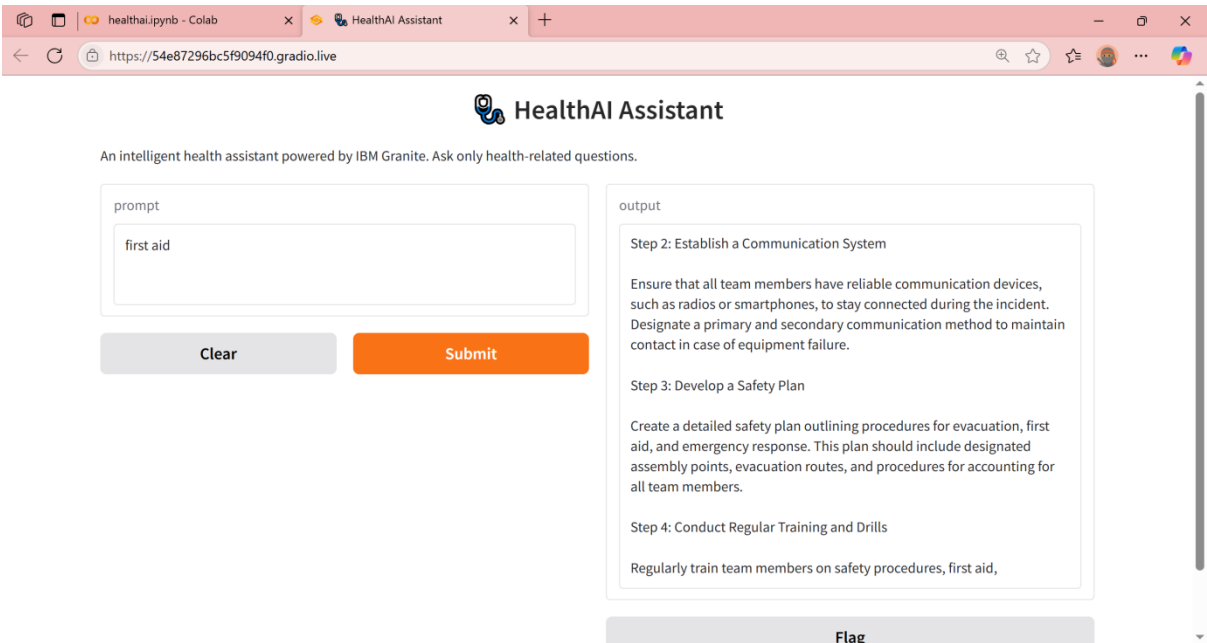 healthai.ipynb - Colab
HealthAI Assistant
https://54e87296bc5f9094f0.gradio.live
HealthAI Assistant
An intelligent health assistant powered by IBM Granite. Ask only health-related questions.
prompt
first aid
Clear
Submit
output
Step 2: Establish a Communication System
Ensure that all team members have reliable communication devices,
such as radios or smartphones, to stay connected during the incident.
Designate a primary and secondary communication method to maintain
contact in case of equipment failure.
Step 3: Develop a Safety Plan
Create a detailed safety plan outlining procedures for evacuation, first
aid, and emergency response. This plan should include designated
assembly points, evacuation routes, and procedures for accounting for
all team members.
Step 4: Conduct Regular Training and Drills
Regularly train team members on safety procedures, first aid,
Flag